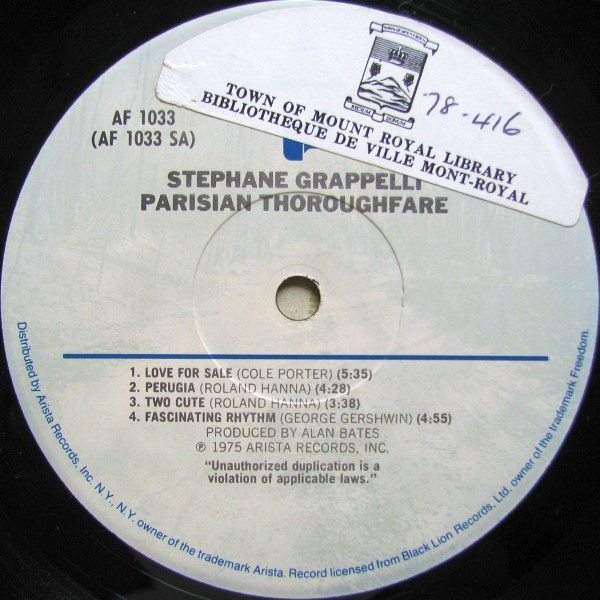 TOWN OF MOUNT ROYAL LIBRARY
BIBLIOTHEQUE DE VILLE MONT-ROYAL
78-416
AF 1033
(AF 1033 SA)
STEPHANE GRAPPELLI
PARISIAN THOROUGHFARE
1. LOVE FOR SALE (COLE PORTER) (5:35)
2. PERUGIA (ROLAND HANNA) (4:28)
3. TWO CUTE (ROLAND HANNA) (3:38)
4. FASCINATING RHYTHM (GEORGE GERSHWIN) (4:55)
PRODUCED BY ALAN BATES
℗ 1975 ARISTA RECORDS, INC.
"Unauthorized duplication is a
violation of applicable laws."
Distributed by Arista Records, Inc. N.Y., N.Y. owner of the trademark Arista. Record licensed from Black Lion Records, Ltd. owner of the trademark Freedom.